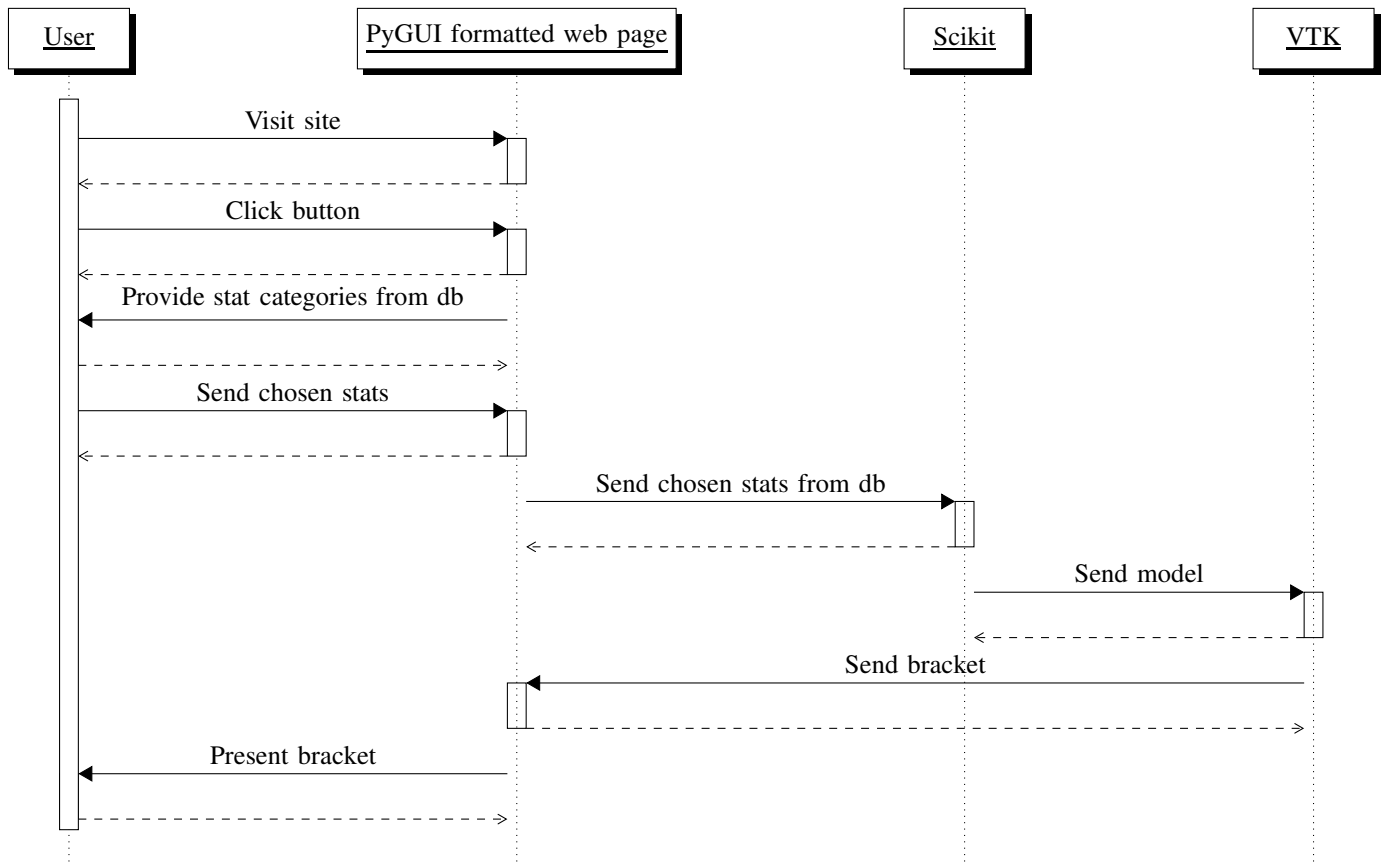 User
PyGUI formatted web page
Scikit
VTK
Visit site
Click button
Provide stat categories from db
Send chosen stats
Send chosen stats from db
Send model
Send bracket
Present bracket